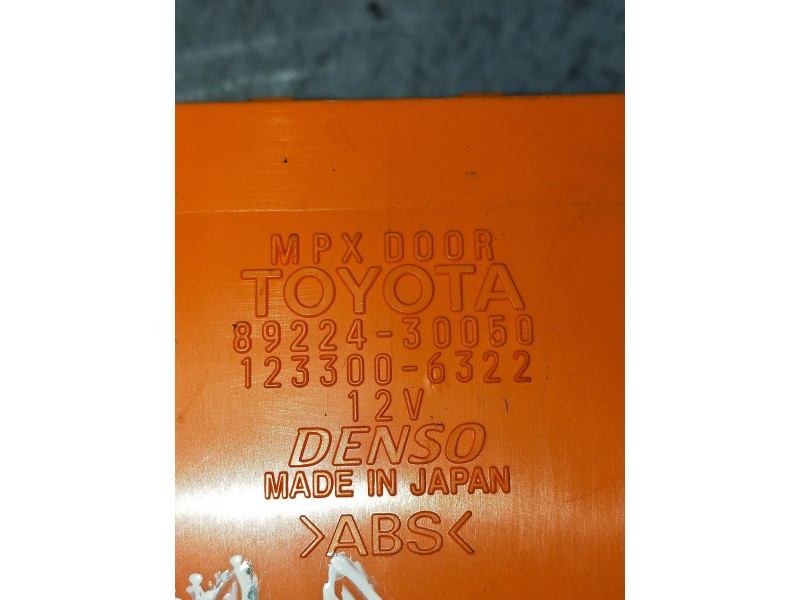 MPX DOOR
TOYOTA
89224-30050
123300-6322
12V
DENSO
MADE IN JAPAN
>ABS<